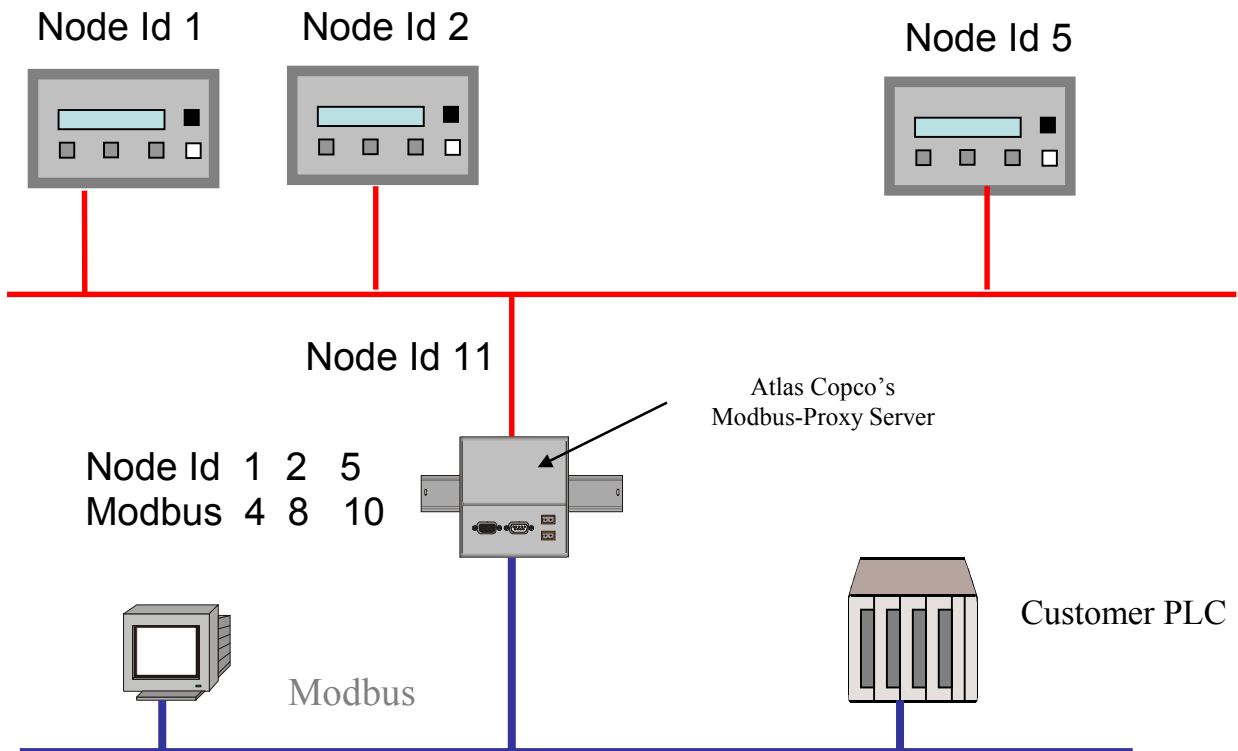 Node Id 1
Node Id 2
Node Id 5
Node Id 11
Atlas Copco’s
Modbus-Proxy Server
Node Id 1 2 5
Modbus 4 8 10
Customer PLC
Modbus